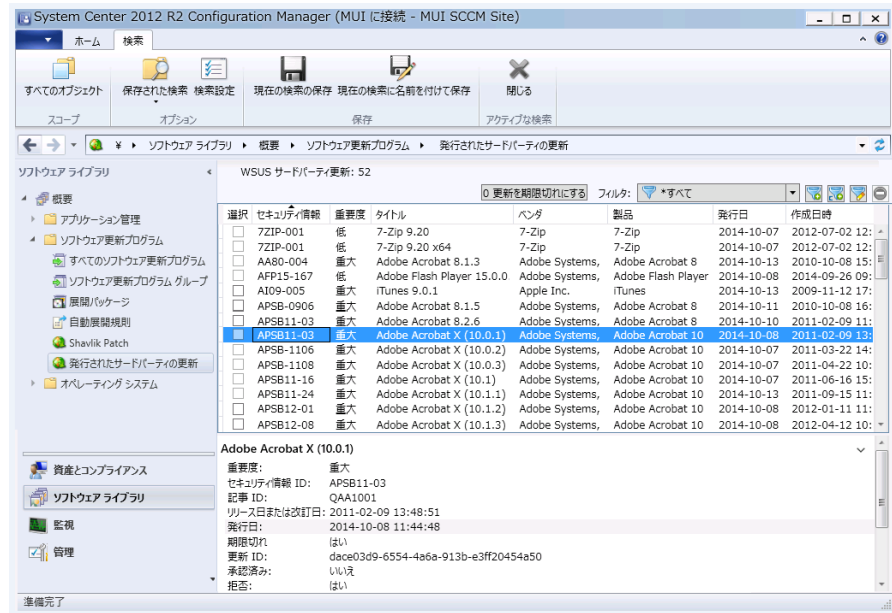 System Center 2012 R2 Configuration Manager (MUI に接続 - MUI SCCM Site)
ホーム 検索
すべてのオブジェクト 保存された検索 検索設定 現在の検索の保存 現在の検索に名前を付けて保存 閉じる
スコープ オプション 保存 アクティブな検索
¥ ソフトウェア ライブラリ 概要 ソフトウェア更新プログラム 発行されたサードパーティの更新
ソフトウェア ライブラリ
概要
アプリケーション管理
ソフトウェア更新プログラム
すべてのソフトウェア更新プログラム
ソフトウェア更新プログラム グループ
展開パッケージ
自動展開規則
Shavlik Patch
発行されたサードパーティの更新
オペレーティング システム
資産とコンプライアンス
ソフトウェア ライブラリ
監視
管理
WSUS サードパーティ更新: 52
0 更新を期限切れにする フィルタ: *すべて
選択 セキュリティ情報 重要度 タイトル ベンダ 製品 発行日 作成日時
7ZIP-001 低 7-Zip 9.20 7-Zip 7-Zip 2014-10-07 2012-07-02 12:
7ZIP-001 低 7-Zip 9.20 x64 7-Zip 7-Zip 2014-10-07 2012-07-02 12:
AA80-004 重大 Adobe Acrobat 8.1.3 Adobe Systems, Adobe Acrobat 8 2014-10-13 2010-10-08 15:
AFP15-167 低 Adobe Flash Player 15.0.0 Adobe Systems, Adobe Flash Player 2014-10-08 2014-09-26 09:
AI09-005 重大 iTunes 9.0.1 Apple Inc. iTunes 2014-10-13 2009-11-12 17:
APSB-0906 重大 Adobe Acrobat 8.1.5 Adobe Systems, Adobe Acrobat 8 2014-10-11 2010-10-08 16:
APSB11-03 重大 Adobe Acrobat 8.2.6 Adobe Systems, Adobe Acrobat 8 2014-10-10 2011-02-09 11:
APSB11-03 重大 Adobe Acrobat X (10.0.1) Adobe Systems, Adobe Acrobat 10 2014-10-08 2011-02-09 13:
APSB-1106 重大 Adobe Acrobat X (10.0.2) Adobe Systems, Adobe Acrobat 10 2014-10-07 2011-03-22 14:
APSB-1108 重大 Adobe Acrobat X (10.0.3) Adobe Systems, Adobe Acrobat 10 2014-10-07 2011-04-22 10:
APSB11-16 重大 Adobe Acrobat X (10.1) Adobe Systems, Adobe Acrobat 10 2014-10-07 2011-06-16 15:
APSB11-24 重大 Adobe Acrobat X (10.1.1) Adobe Systems, Adobe Acrobat 10 2014-10-13 2011-09-15 11:
APSB12-01 重大 Adobe Acrobat X (10.1.2) Adobe Systems, Adobe Acrobat 10 2014-10-08 2012-01-11 11:
APSB12-08 重大 Adobe Acrobat X (10.1.3) Adobe Systems, Adobe Acrobat 10 2014-10-08 2012-04-12 10:
Adobe Acrobat X (10.0.1)
重要度: 重大
セキュリティ情報 ID: APSB11-03
記事 ID: QAA1001
リリース日または改訂日: 2011-02-09 13:48:51
発行日: 2014-10-08 11:44:48
期限切れ はい
更新 ID: dace03d9-6554-4a6a-913b-e3ff20454a50
承認済み: いいえ
拒否: はい
準備完了